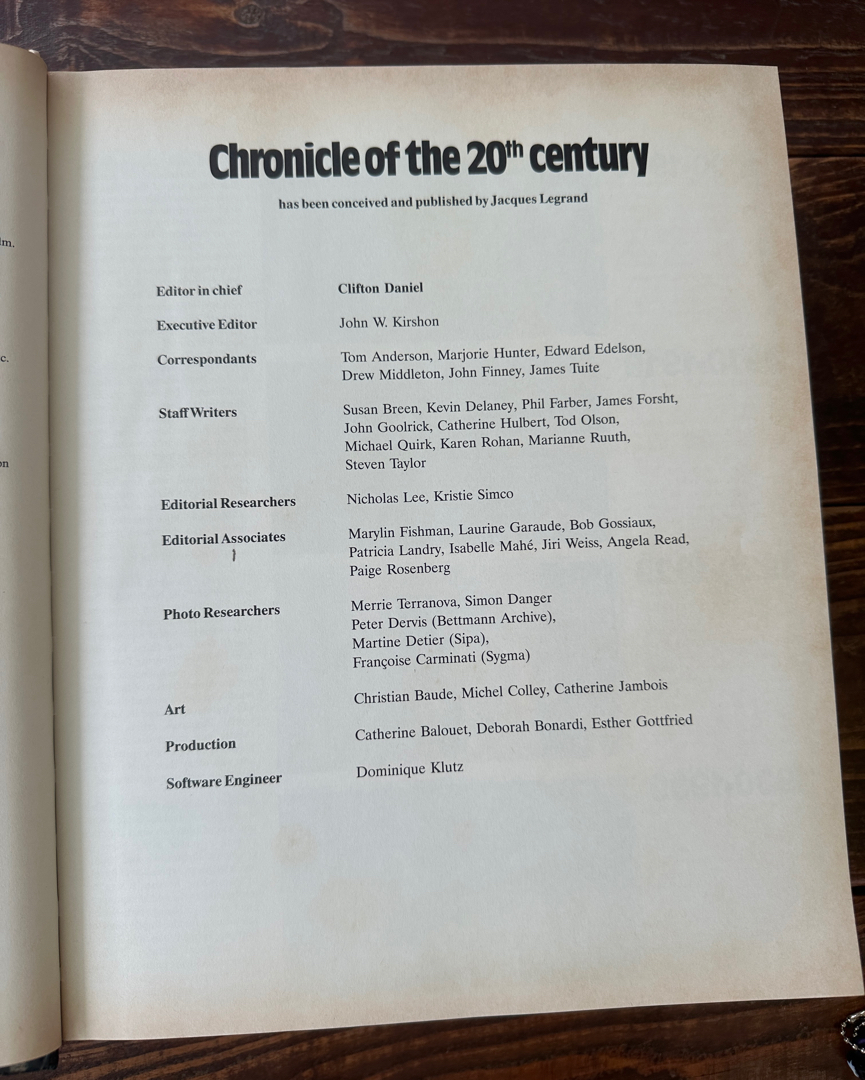 lm.
c.
on
Chronicle of the 20th century
has been conceived and published by Jacques Legrand
Editor in chief Clifton Daniel
Executive Editor John W. Kirshon
Correspondants Tom Anderson, Marjorie Hunter, Edward Edelson,
Drew Middleton, John Finney, James Tuite
Staff Writers Susan Breen, Kevin Delaney, Phil Farber, James Forsht,
John Goolrick, Catherine Hulbert, Tod Olson,
Michael Quirk, Karen Rohan, Marianne Ruuth,
Steven Taylor
Editorial Researchers Nicholas Lee, Kristie Simco
Editorial Associates Marylin Fishman, Laurine Garaude, Bob Gossiaux,
Patricia Landry, Isabelle Mahé, Jiri Weiss, Angela Read,
Paige Rosenberg
Photo Researchers Merrie Terranova, Simon Danger
Peter Dervis (Bettmann Archive),
Martine Detier (Sipa),
Françoise Carminati (Sygma)
Art Christian Baude, Michel Colley, Catherine Jambois
Production Catherine Balouet, Deborah Bonardi, Esther Gottfried
Software Engineer Dominique Klutz